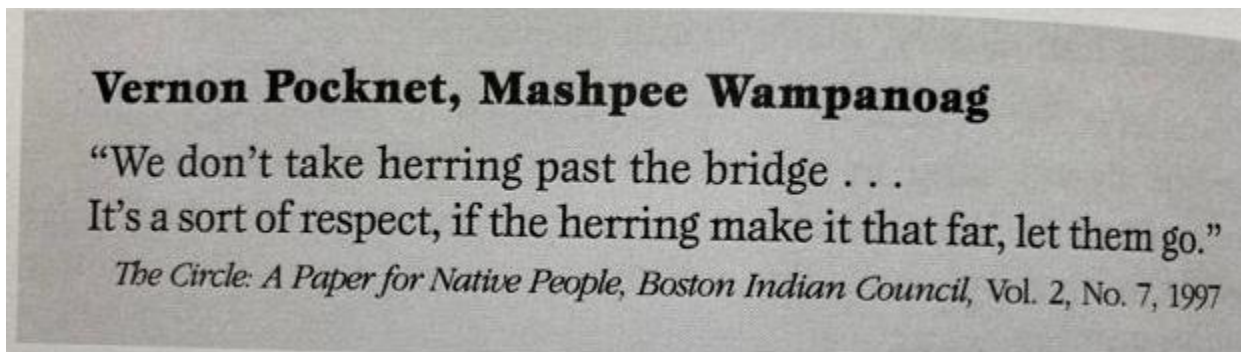 Vernon Pocknet, Mashpee Wampanoag
“We don’t take herring past the bridge . . .
It’s a sort of respect, if the herring make it that far, let them go.”
The Circle: A Paper for Native People, Boston Indian Council, Vol. 2, No. 7, 1997